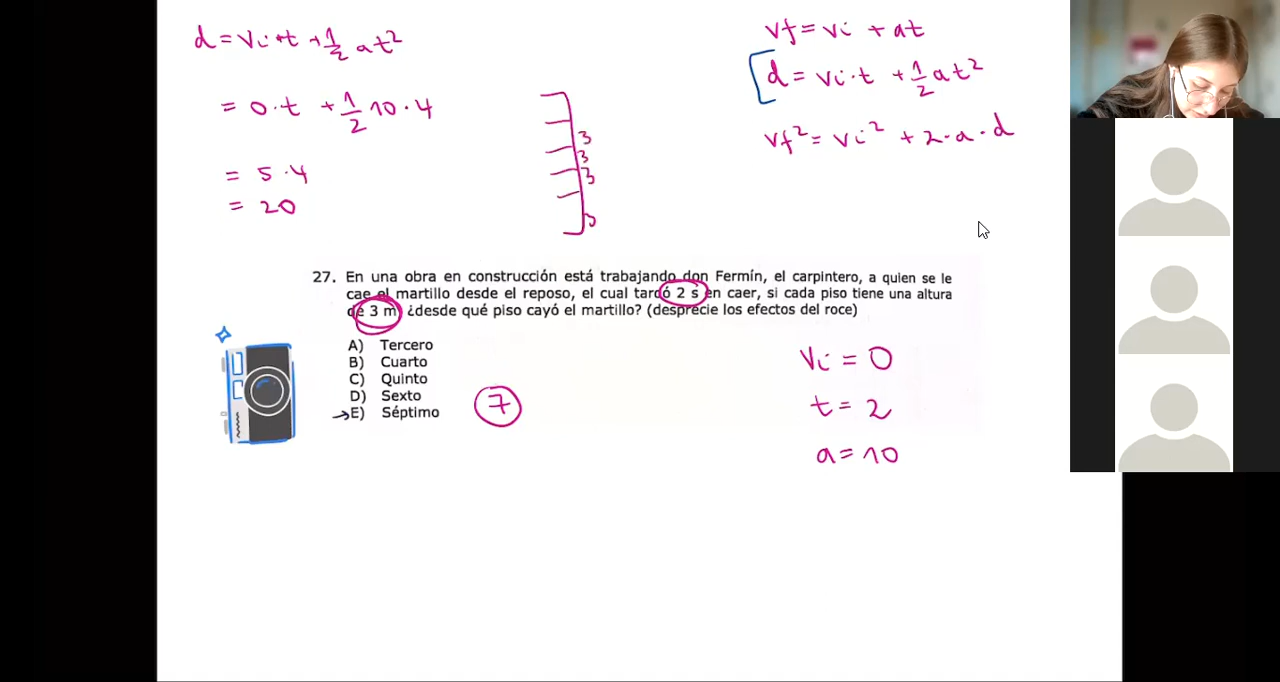 d = Vi·t + 1/2 at²
= 0·t + 1/2 10·4
= 5·4
= 20
3
3
3
3
Vf = Vi + at
d = Vi·t + 1/2 at²
Vf² = Vi² + 2·a·d
27. En una obra en construcción está trabajando don Fermín, el carpintero, a quien se le
cae el martillo desde el reposo, el cual tardó 2 s en caer, si cada piso tiene una altura
de 3 m ¿desde qué piso cayó el martillo? (desprecie los efectos del roce)
A) Tercero
B) Cuarto
C) Quinto
D) Sexto
→E) Séptimo
7
Vi = 0
t = 2
a = 10